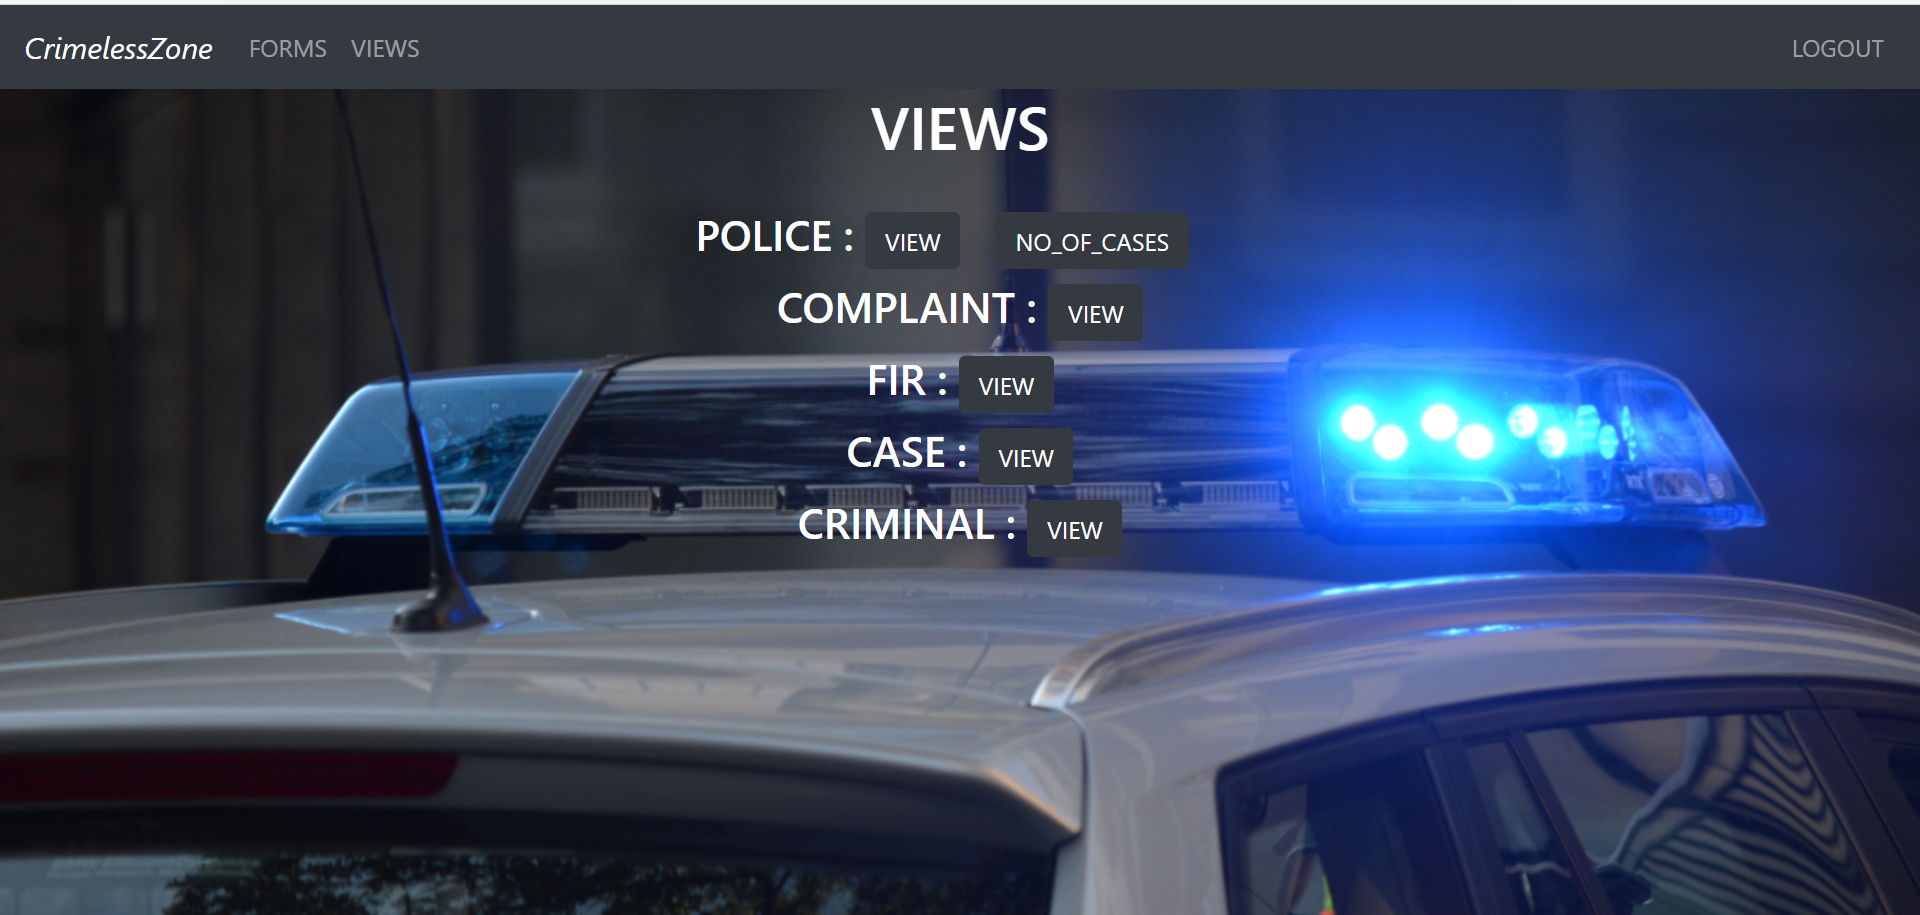 CrimelessZone FORMS VIEWS LOGOUT
VIEWS
POLICE : VIEW NO_OF_CASES
COMPLAINT : VIEW
FIR : VIEW
CASE : VIEW
CRIMINAL : VIEW